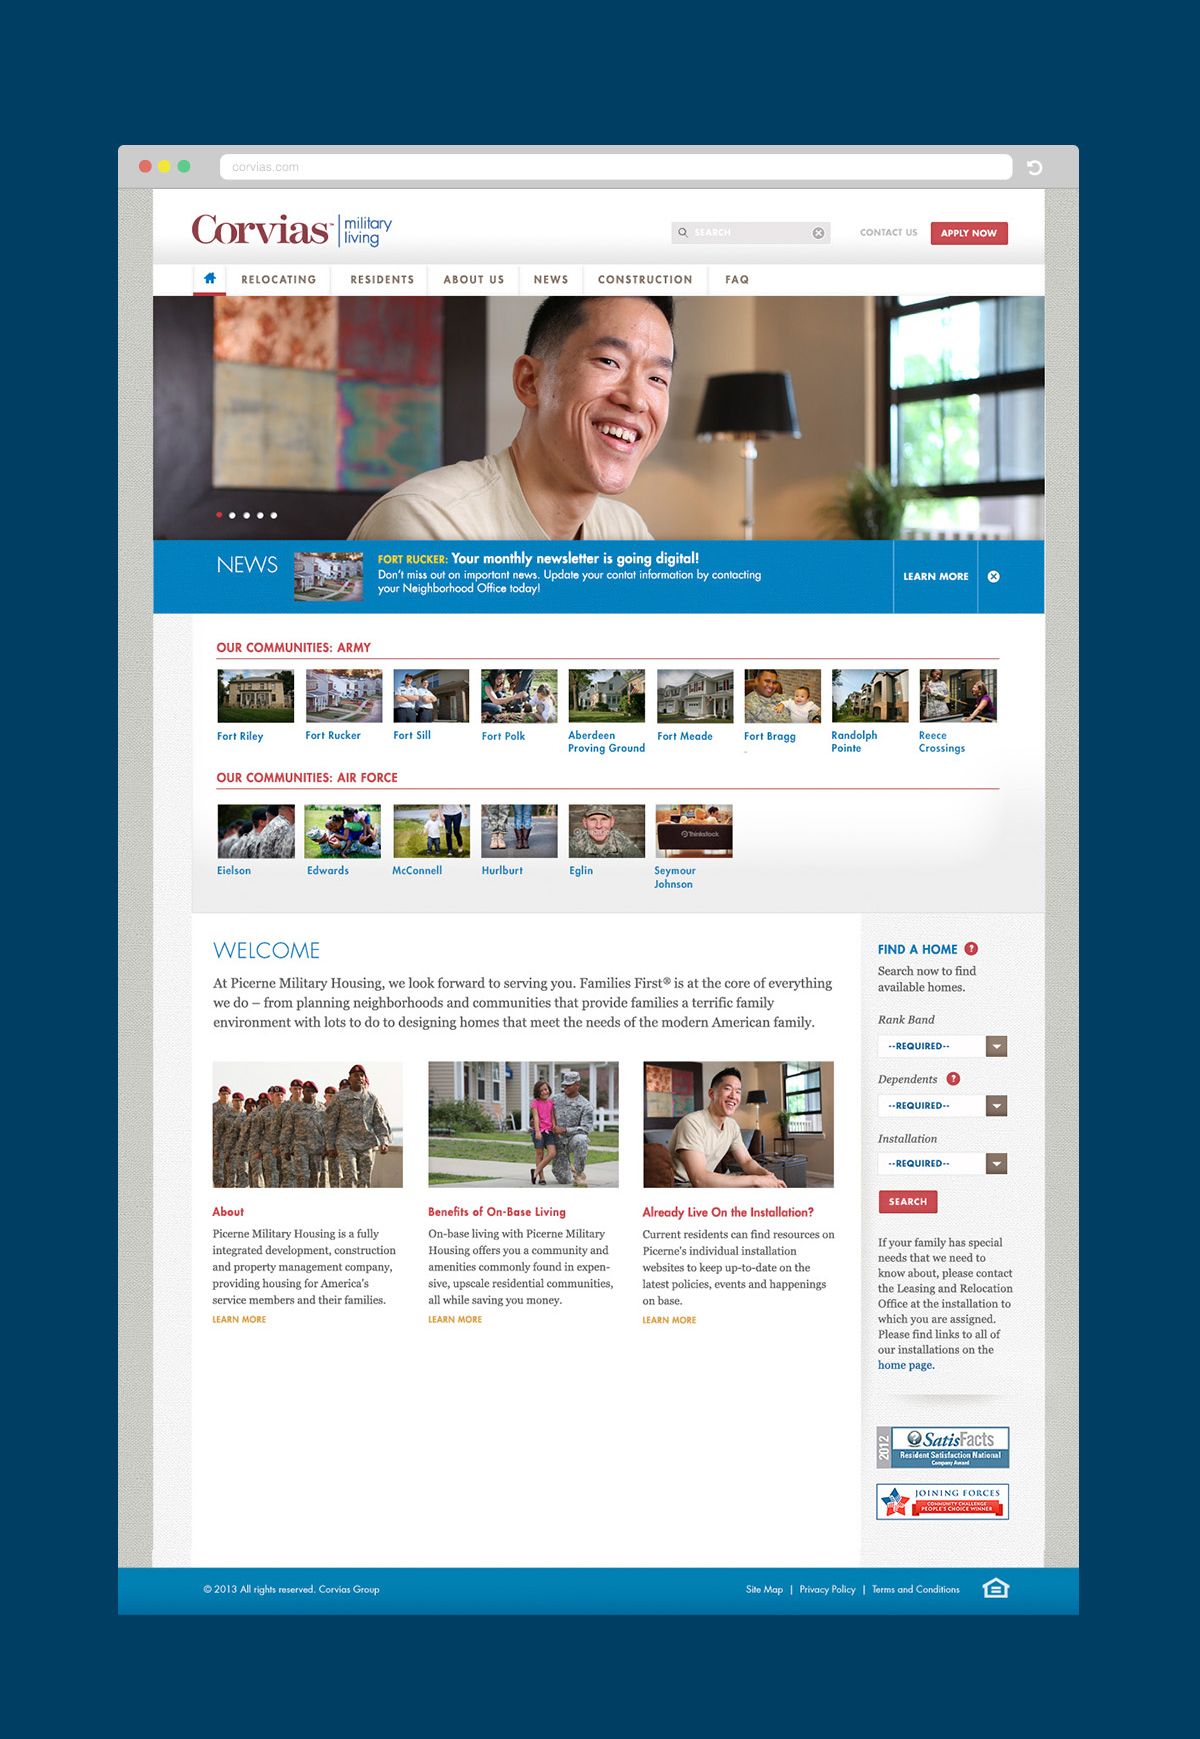 corvias.com
Corvias™ military
living
SEARCH
CONTACT US
APPLY NOW
RELOCATING RESIDENTS ABOUT US NEWS CONSTRUCTION FAQ
NEWS
FORT RUCKER: Your monthly newsletter is going digital!
Don't miss out on important news. Update your contat information by contacting
your Neighborhood Office today!
LEARN MORE
OUR COMMUNITIES: ARMY
Fort Riley
Fort Rucker
Fort Sill
Fort Polk
Aberdeen
Proving Ground
Fort Meade
Fort Bragg
Randolph
Pointe
Reece
Crossings
OUR COMMUNITIES: AIR FORCE
Thinkstock
Eielson
Edwards
McConnell
Hurlburt
Eglin
Seymour
Johnson
WELCOME
At Picerne Military Housing, we look forward to serving you. Families First® is at the core of everything
we do – from planning neighborhoods and communities that provide families a terrific family
environment with lots to do to designing homes that meet the needs of the modern American family.
About
Picerne Military Housing is a fully
integrated development, construction
and property management company,
providing housing for America's
service members and their families.
LEARN MORE
Benefits of On-Base Living
On-base living with Picerne Military
Housing offers you a community and
amenities commonly found in expen-
sive, upscale residential communities,
all while saving you money.
LEARN MORE
Already Live On the Installation?
Current residents can find resources on
Picerne's individual installation
websites to keep up-to-date on the
latest policies, events and happenings
on base.
LEARN MORE
FIND A HOME ?
Search now to find
available homes.
Rank Band
--REQUIRED--
Dependents ?
--REQUIRED--
Installation
--REQUIRED--
SEARCH
If your family has special
needs that we need to
know about, please contact
the Leasing and Relocation
Office at the installation to
which you are assigned.
Please find links to all of
our installations on the
home page.
2012
SatisFacts
Resident Satisfaction National
Company Award
JOINING FORCES
COMMUNITY CHALLENGE
PEOPLE'S CHOICE WINNER
© 2013 All rights reserved. Corvias Group
Site Map | Privacy Policy | Terms and Conditions